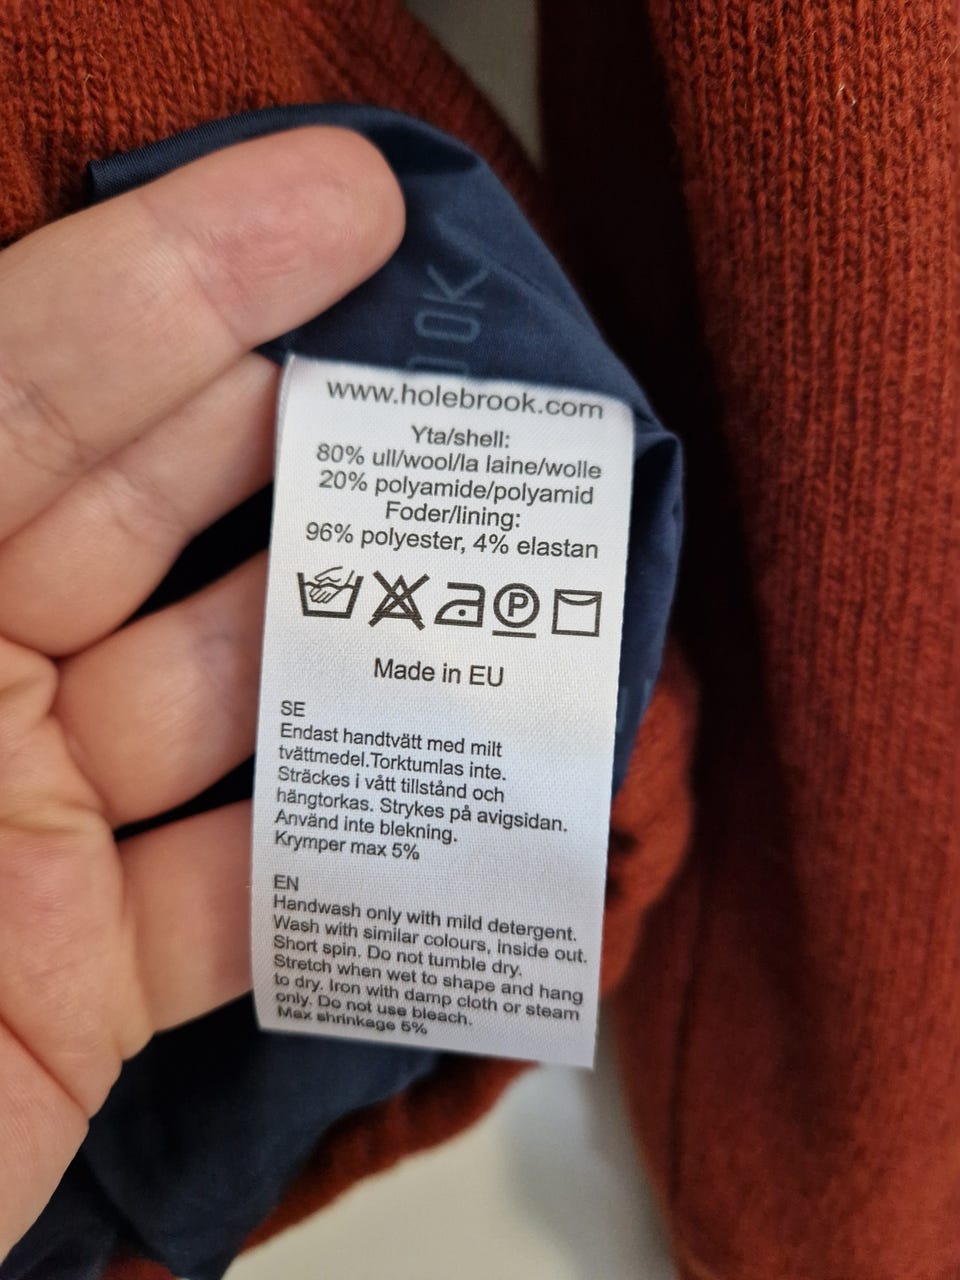 OOK
www.holebrook.com
Yta/shell:
80% ull/wool/la laine/wolle
20% polyamide/polyamid
Foder/lining:
96% polyester, 4% elastan
P
Made in EU
SE
Endast handtvätt med milt
tvättmedel.Torktumlas inte.
Sträckes i vått tillstånd och
hängtorkas. Strykes på avigsidan.
Använd inte blekning.
Krymper max 5%
EN
Handwash only with mild detergent.
Wash with similar colours, inside out.
Short spin. Do not tumble dry.
Stretch when wet to shape and hang
to dry. Iron with damp cloth or steam
only. Do not use bleach.
Max shrinkage 5%